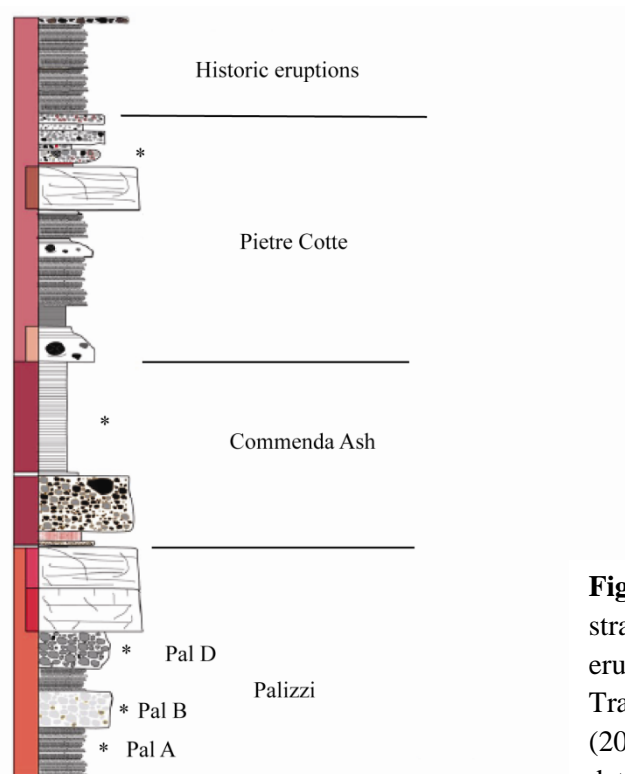 Historic eruptions
*
Pietre Cotte
*
Commenda Ash
Fig
stra
* Pal D
eru
Palizzi
Tra
* Pal B
(20
* Pal A